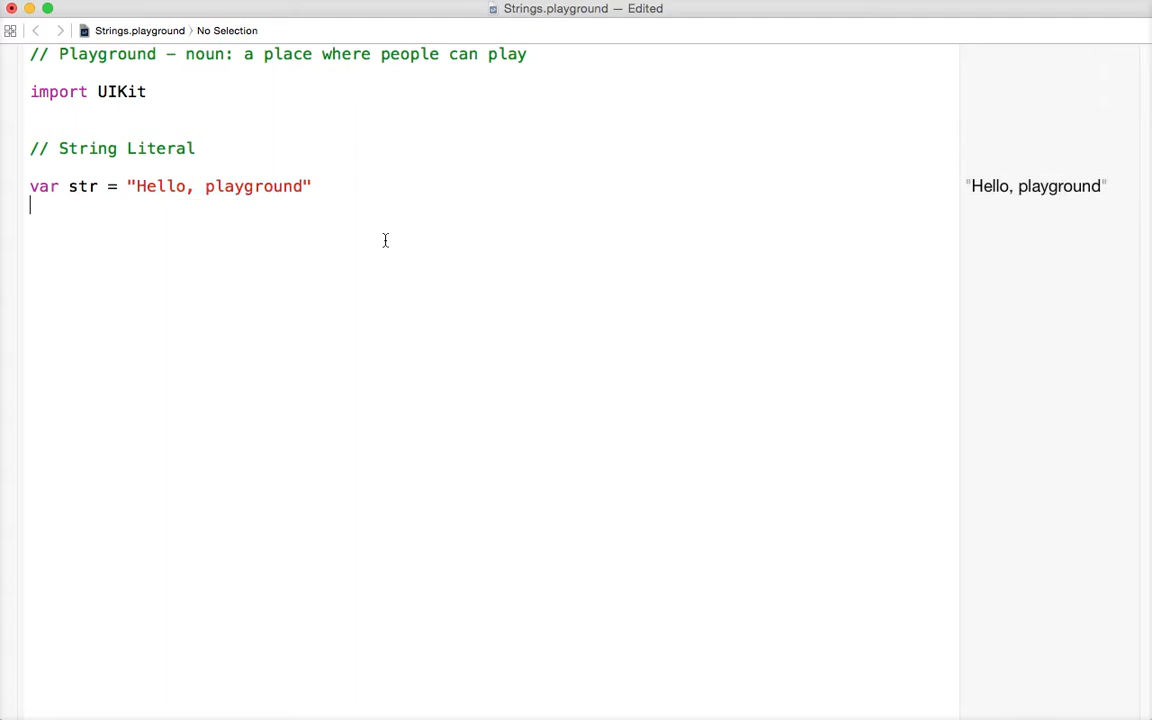 Strings.playground — Edited
Strings.playground 〉 No Selection
// Playground – noun: a place where people can play
import UIKit
// String Literal
var str = "Hello, playground"
"Hello, playground"